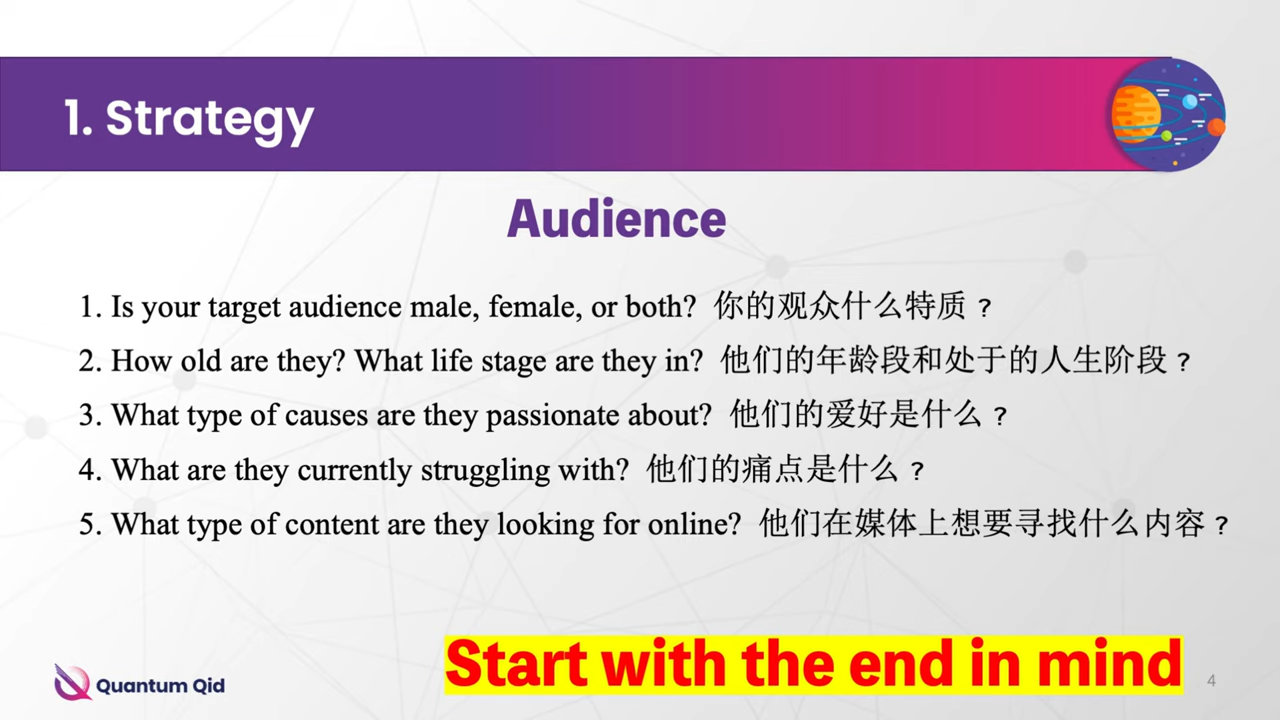 1. Strategy
Audience
1. Is your target audience male, female, or both? 你的观众什么特质？
2. How old are they? What life stage are they in? 他们的年龄段和处于的人生阶段？
3. What type of causes are they passionate about? 他们的爱好是什么？
4. What are they currently struggling with? 他们的痛点是什么？
5. What type of content are they looking for online? 他们在媒体上想要寻找什么内容？
Start with the end in mind
Quantum Qid
4